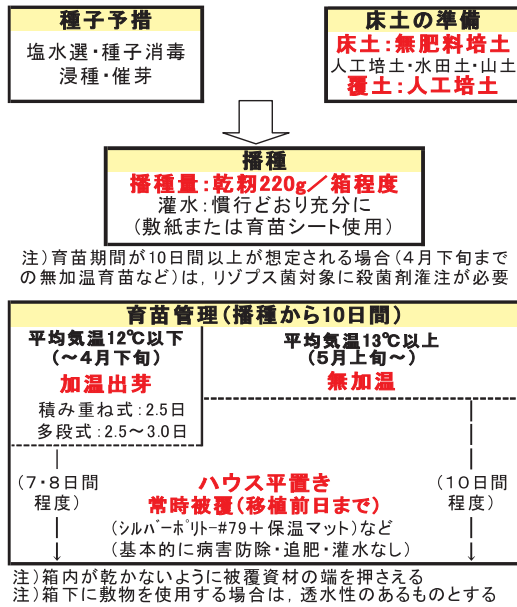 種子予措
塩水選・種子消毒
浸種・催芽
床土の準備
床土:無肥料培土
人工培土・水田土・山土
覆土:人工培土
播種
播種量:乾籾220g/箱程度
灌水:慣行どおり充分に
(敷紙または育苗シート使用)
注)育苗期間が10日間以上が想定される場合(4月下旬まで
の無加温育苗など)は,リゾプス菌対象に殺菌剤灌注が必要
育苗管理(播種から10日間)
平均気温12℃以下
(~4月下旬)
加温出芽
積み重ね式:2.5日
多段式:2.5~3.0日
平均気温13℃以上
(5月上旬~)
無加温
(7・8日間
程度)
ハウス平置き
常時被覆(移植前日まで)
(シルバーポリトー#79+保温マット)など
(基本的に病害防除・追肥・灌水なし)
(10日間
程度)
注)箱内が乾かないように被覆資材の端を押さえる
注)箱下に敷物を使用する場合は,透水性のあるものとする